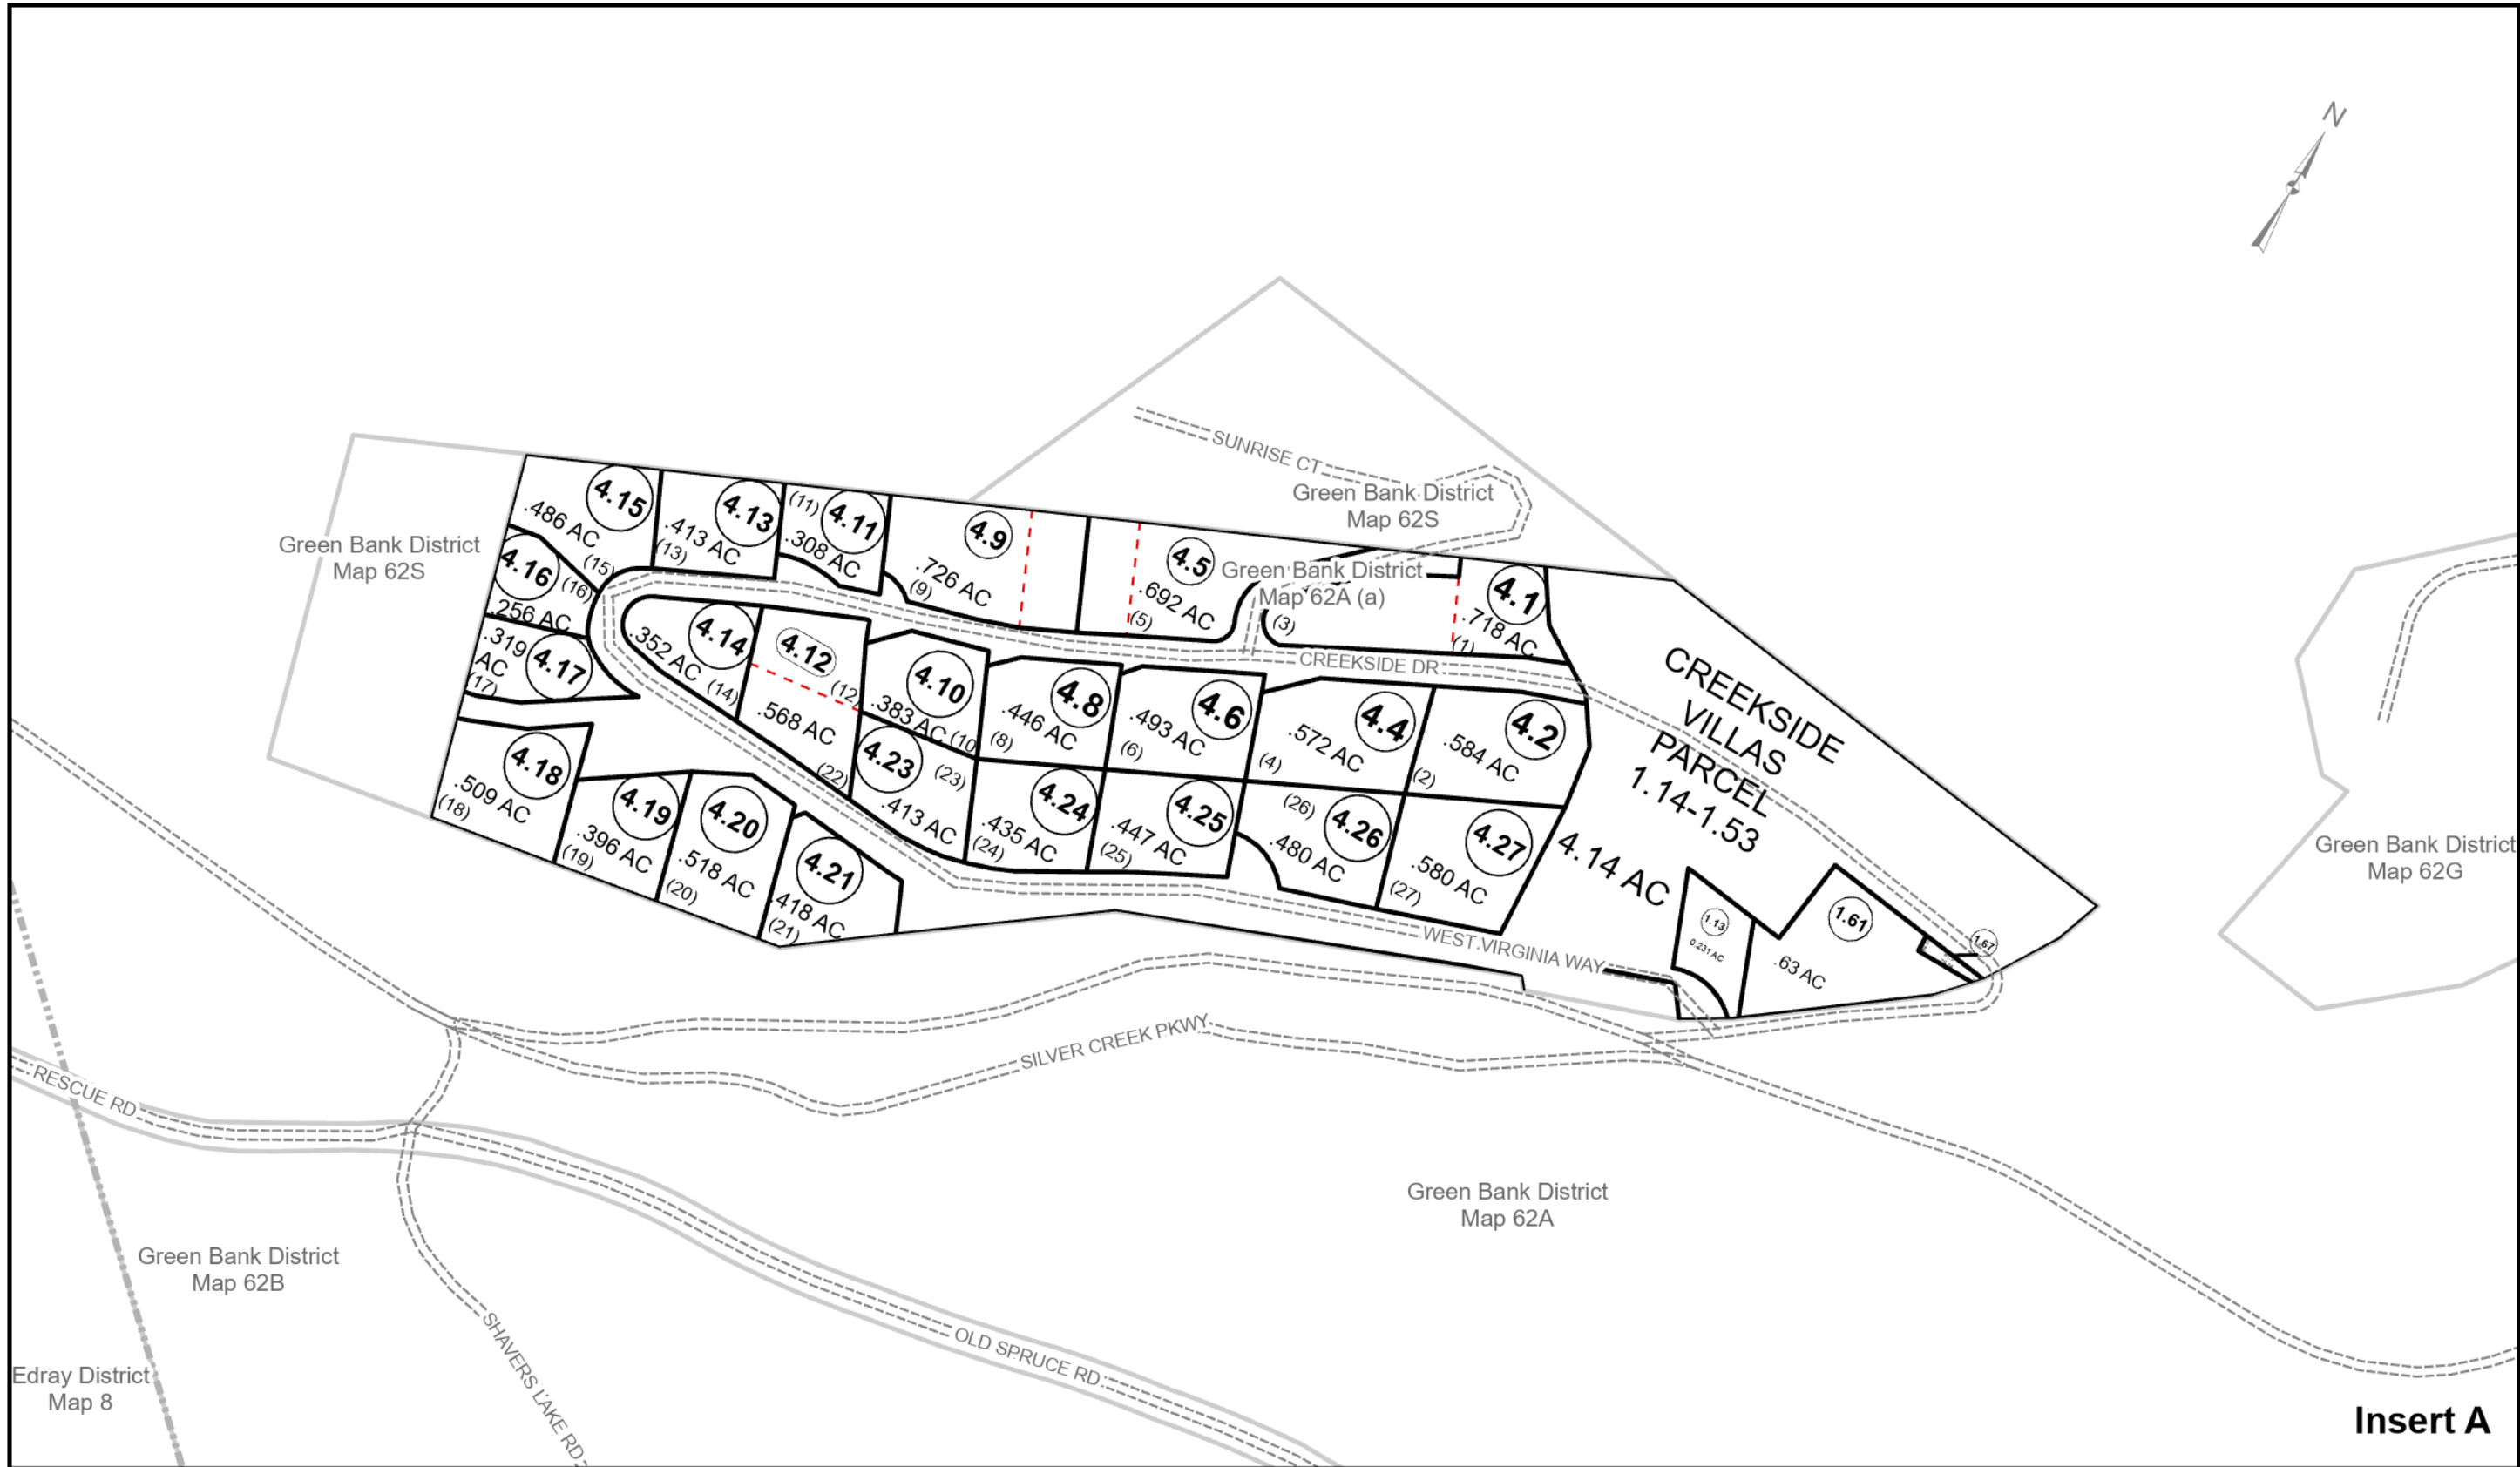 N
SUNRISE CT
Green Bank District
Map 62S
Green Bank District
Map 62S
4.15
.486 AC
(15)
4.13
.413 AC
(13)
(11)
4.11
.308 AC
4.9
.726 AC
(9)
4.5
.692 AC
(5)
Green Bank District
Map 62A (a)
(3)
4.1
.718 AC
(1)
4.16
(16)
.256 AC
.319
AC
4.17
(17)
4.14
.352 AC
(14)
4.12
(12)
.568 AC
(22)
4.10
.383 AC
(10
4.8
.446 AC
(8)
4.6
.493 AC
(6)
CREEKSIDE DR
4.4
.572 AC
(4)
4.2
.584 AC
(2)
CREEKSIDE
VILLAS
PARCEL
1.14-1.53
4.14 AC
4.18
.509 AC
(18)
4.19
.396 AC
(19)
4.20
.518 AC
(20)
4.21
.418 AC
(21)
4.23
(23)
.413 AC
4.24
.435 AC
(24)
4.25
.447 AC
(25)
(26)
4.26
.480 AC
4.27
.580 AC
(27)
WEST VIRGINIA WAY
1.13
0.231 AC
1.61
.63 AC
1.67
Green Bank District
Map 62G
SILVER CREEK PKWY
RESCUE RD
Green Bank District
Map 62A
Green Bank District
Map 62B
SHAVERS LAKE RD
OLD SPRUCE RD
Edray District
Map 8
Insert A